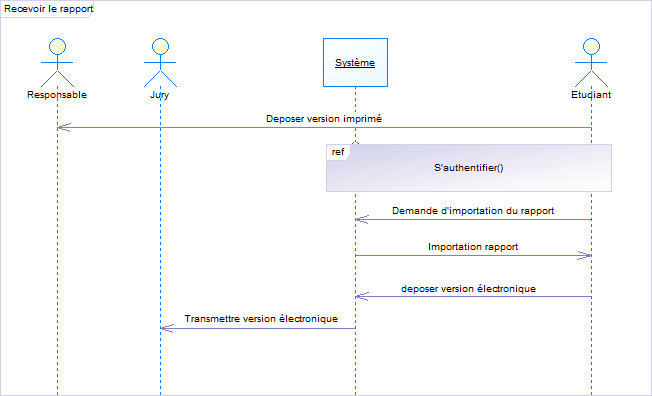 Recevoir le rapport
Système
Responsable
Jury
Etudiant
Deposer version imprimé
ref
S'authentifier()
Demande d'importation du rapport
Importation rapport
deposer version électronique
Transmettre version électronique